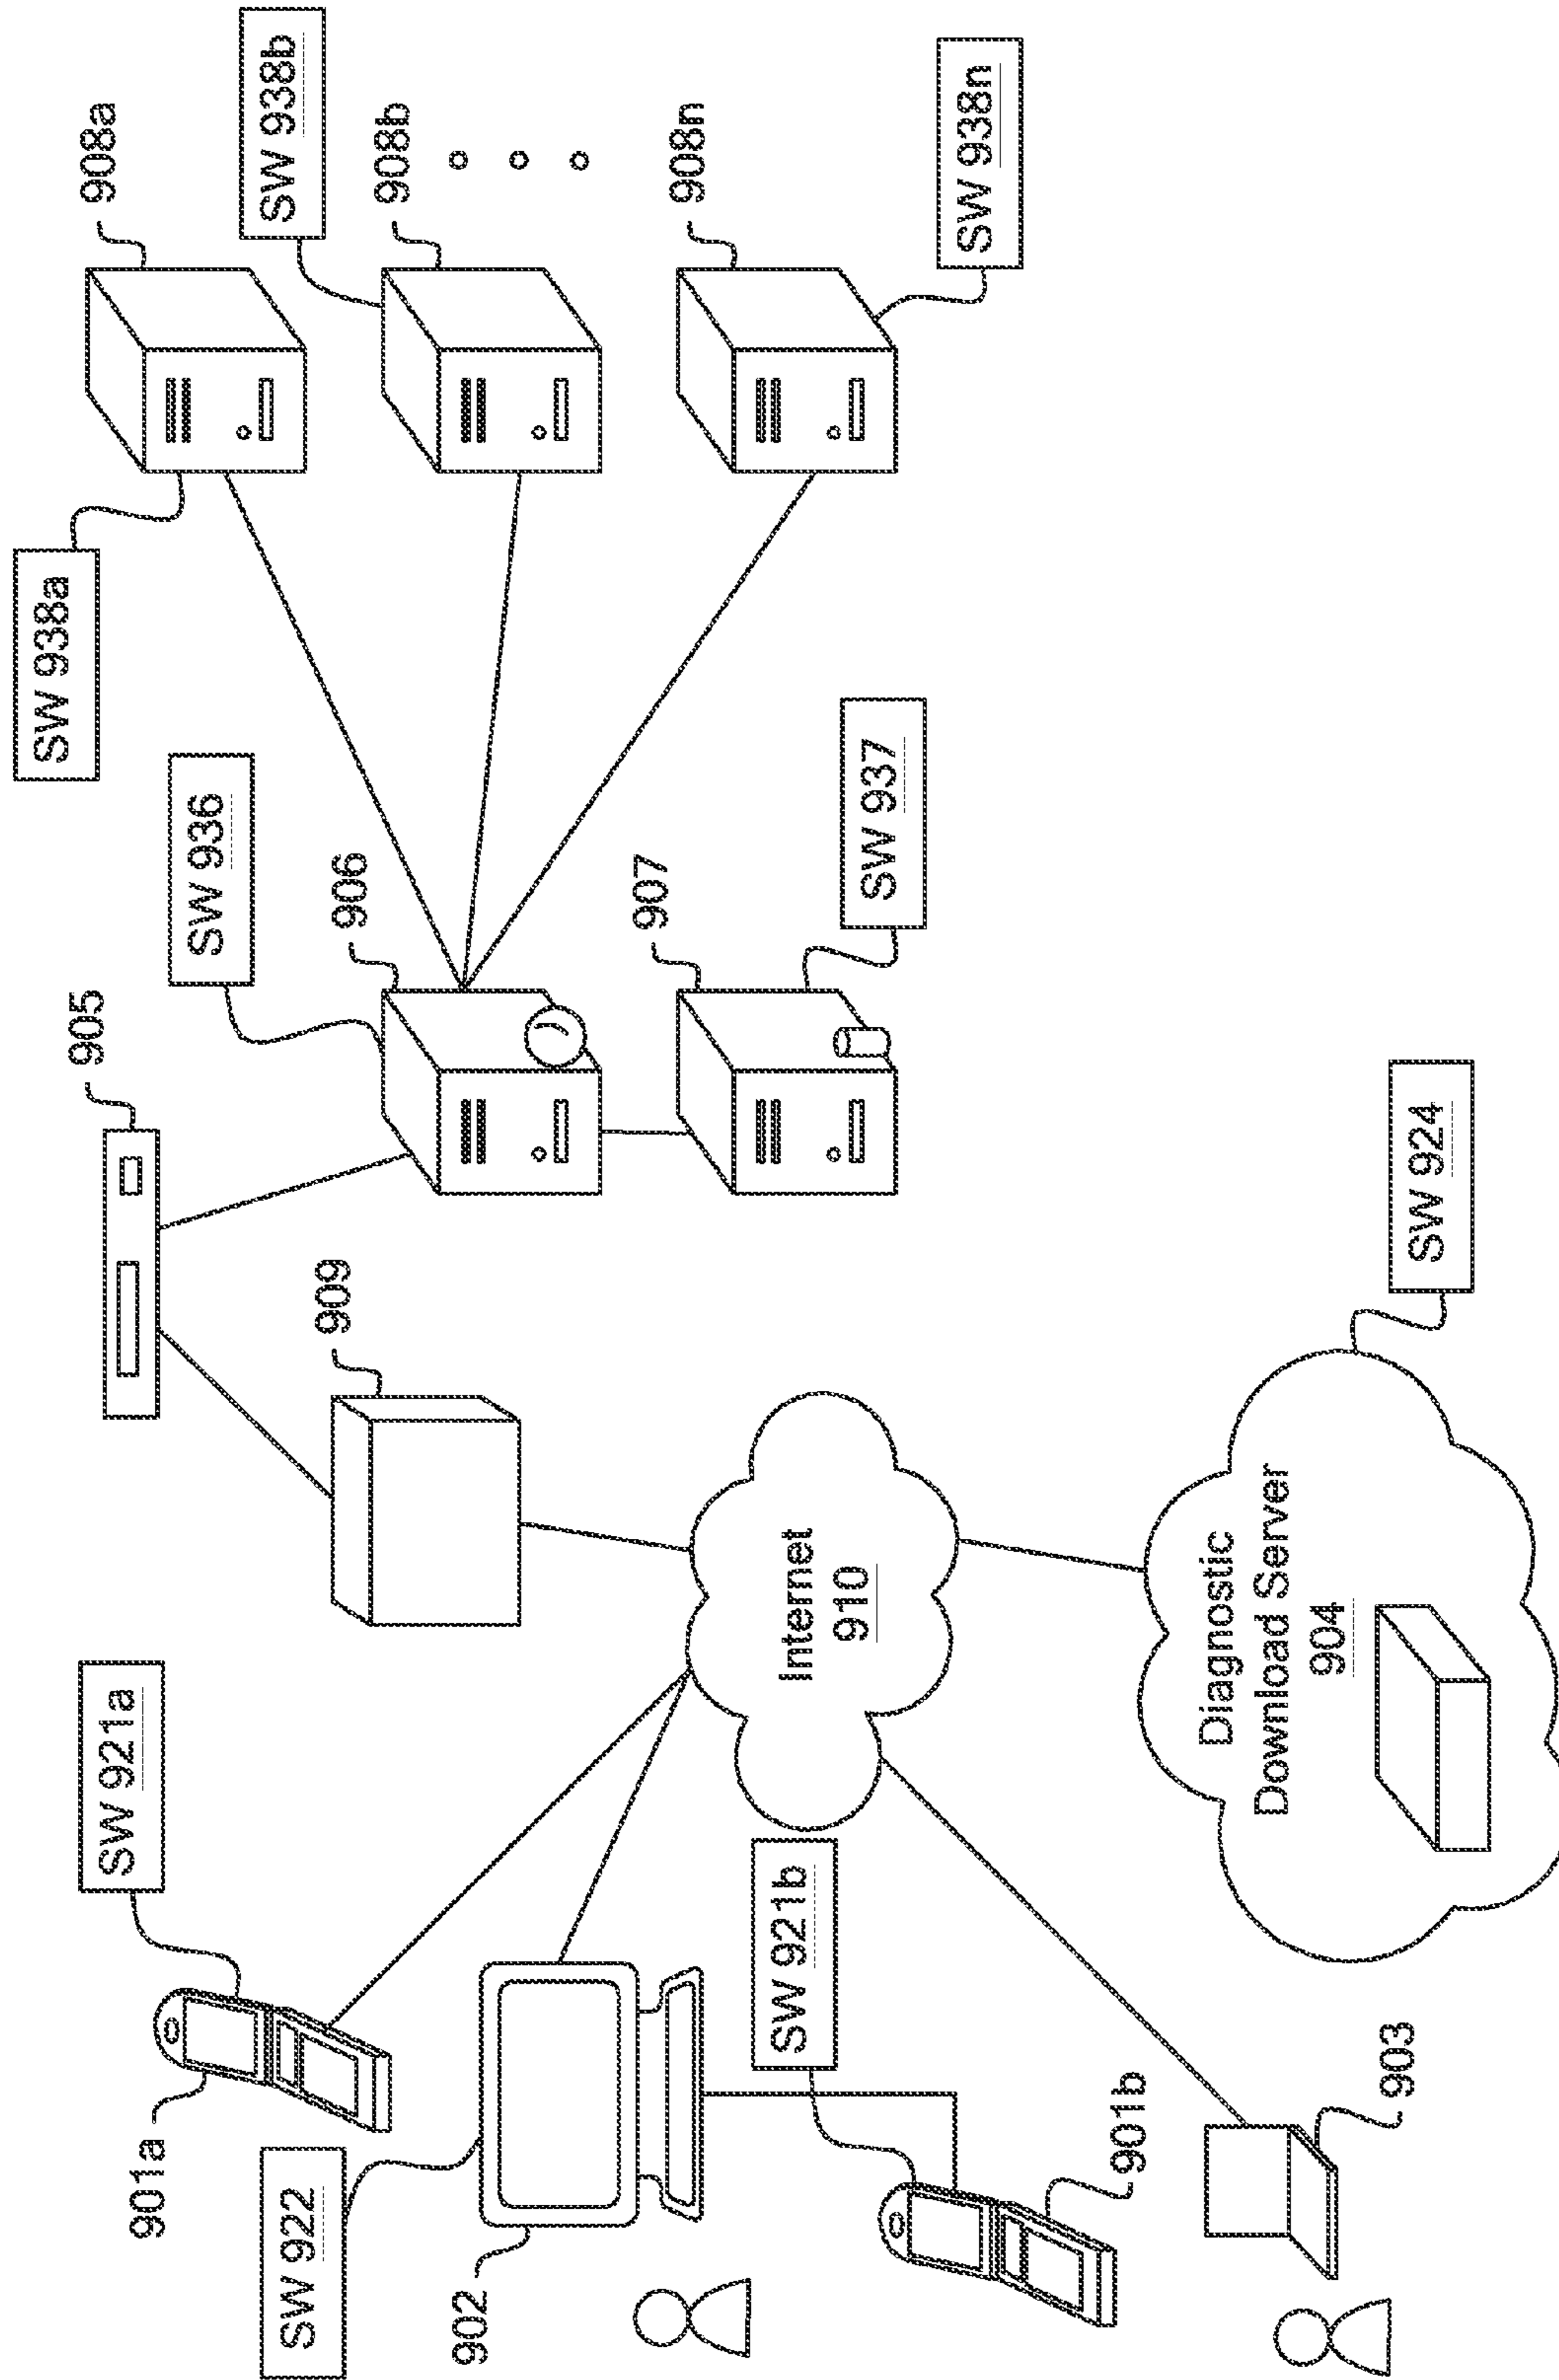 SW 921a
901a
SW 922
902
SW 921b
901b
903
909
905
Internet
910
Diagnostic
Download Server
904
SW 924
SW 936
906
907
SW 937
SW 938a
908a
SW 938b
908b
908n
SW 938n